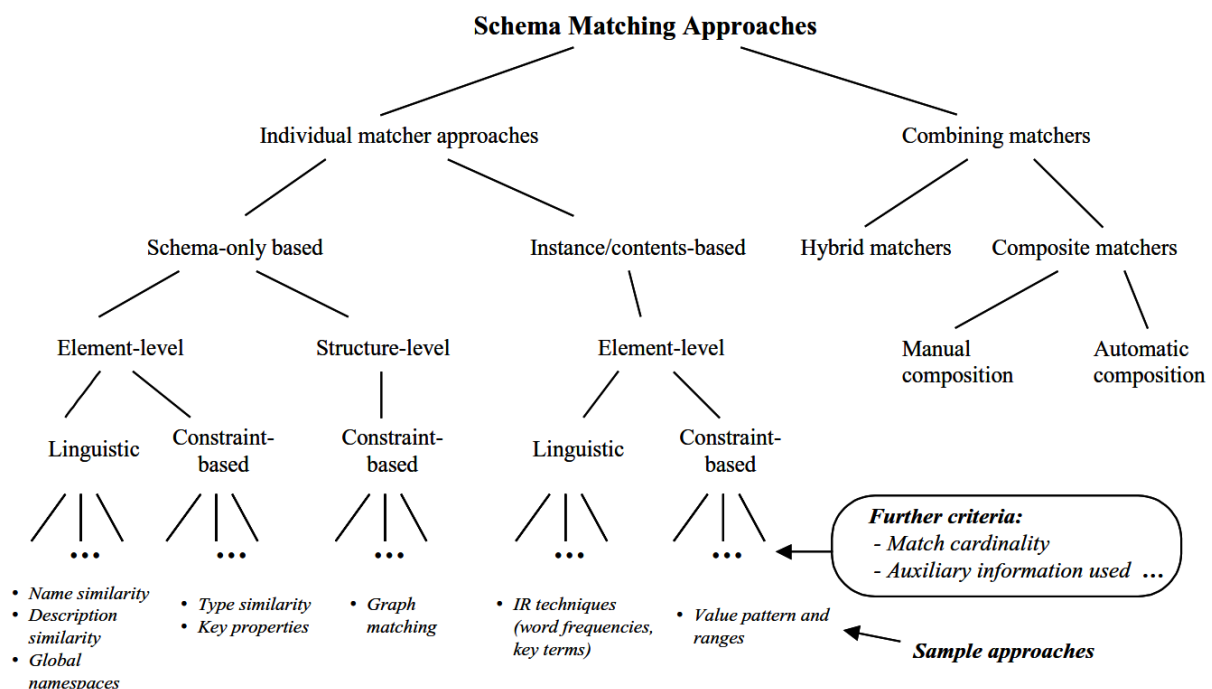 Schema Matching Approaches
Individual matcher approaches
Combining matchers
Schema-only based
Instance/contents-based
Hybrid matchers
Composite matchers
Element-level
Structure-level
Element-level
Manual
composition
Automatic
composition
Linguistic
Constraint-
based
Constraint-
based
Linguistic
Constraint-
based
Further criteria:
- Match cardinality
- Auxiliary information used ...
...
...
...
...
...
• Name similarity
• Description
similarity
• Global
namespaces
• Type similarity
• Key properties
• Graph
matching
• IR techniques
(word frequencies,
key terms)
• Value pattern and
ranges
Sample approaches